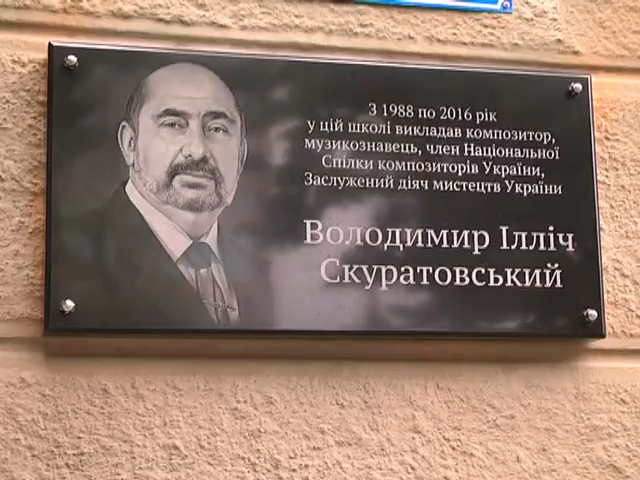 З 1988 по 2016 рік
у цій школі викладав композитор,
музикознавець, член Національної
Спілки композиторів України,
Заслужений діяч мистецтв України
Володимир Ілліч
Скуратовський